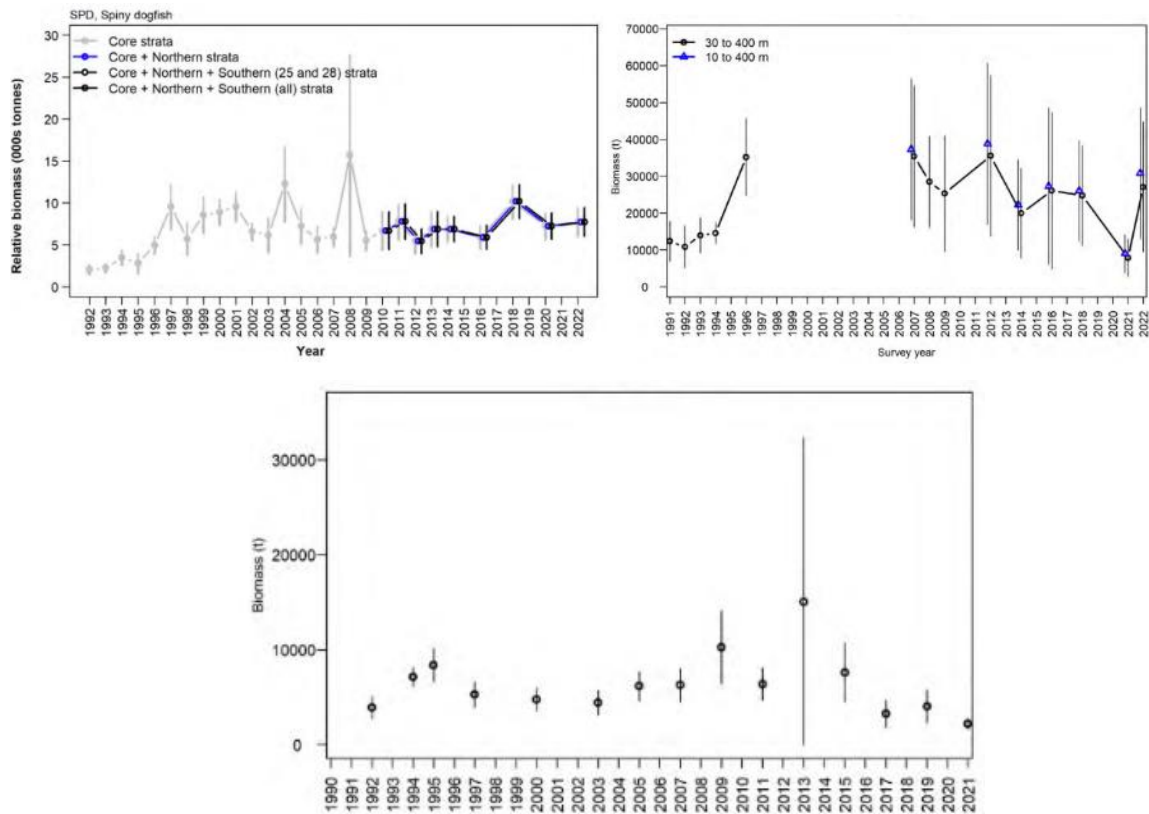 SPD, Spiny dogfish
Core strata
Core + Northern strata
Core + Northern + Southern (25 and 28) strata
Core + Northern + Southern (all) strata
Relative biomass (000s tonnes)
30
25
20
15
10
5
0
1992 1993 1994 1995 1996 1997 1998 1999 2000 2001 2002 2003 2004 2005 2006 2007 2008 2009 2010 2011 2012 2013 2014 2016 2018 2020 2021 2022
Year
30 to 400 m
10 to 400 m
Biomass (t)
70000
60000
50000
40000
30000
20000
10000
0
1991 1992 1993 1994 1995 1996 1997 1998 1999 2000 2001 2002 2003 2004 2005 2006 2007 2008 2009 2010 2011 2012 2013 2014 2015 2016 2017 2018 2019 2020 2021 2022
Survey year
Biomass (t)
30000
20000
10000
0
1990 1991 1992 1993 1994 1995 1996 1997 1998 1999 2000 2001 2002 2003 2004 2005 2006 2007 2008 2009 2010 2011 2012 2013 2014 2015 2016 2017 2018 2019 2020 2021